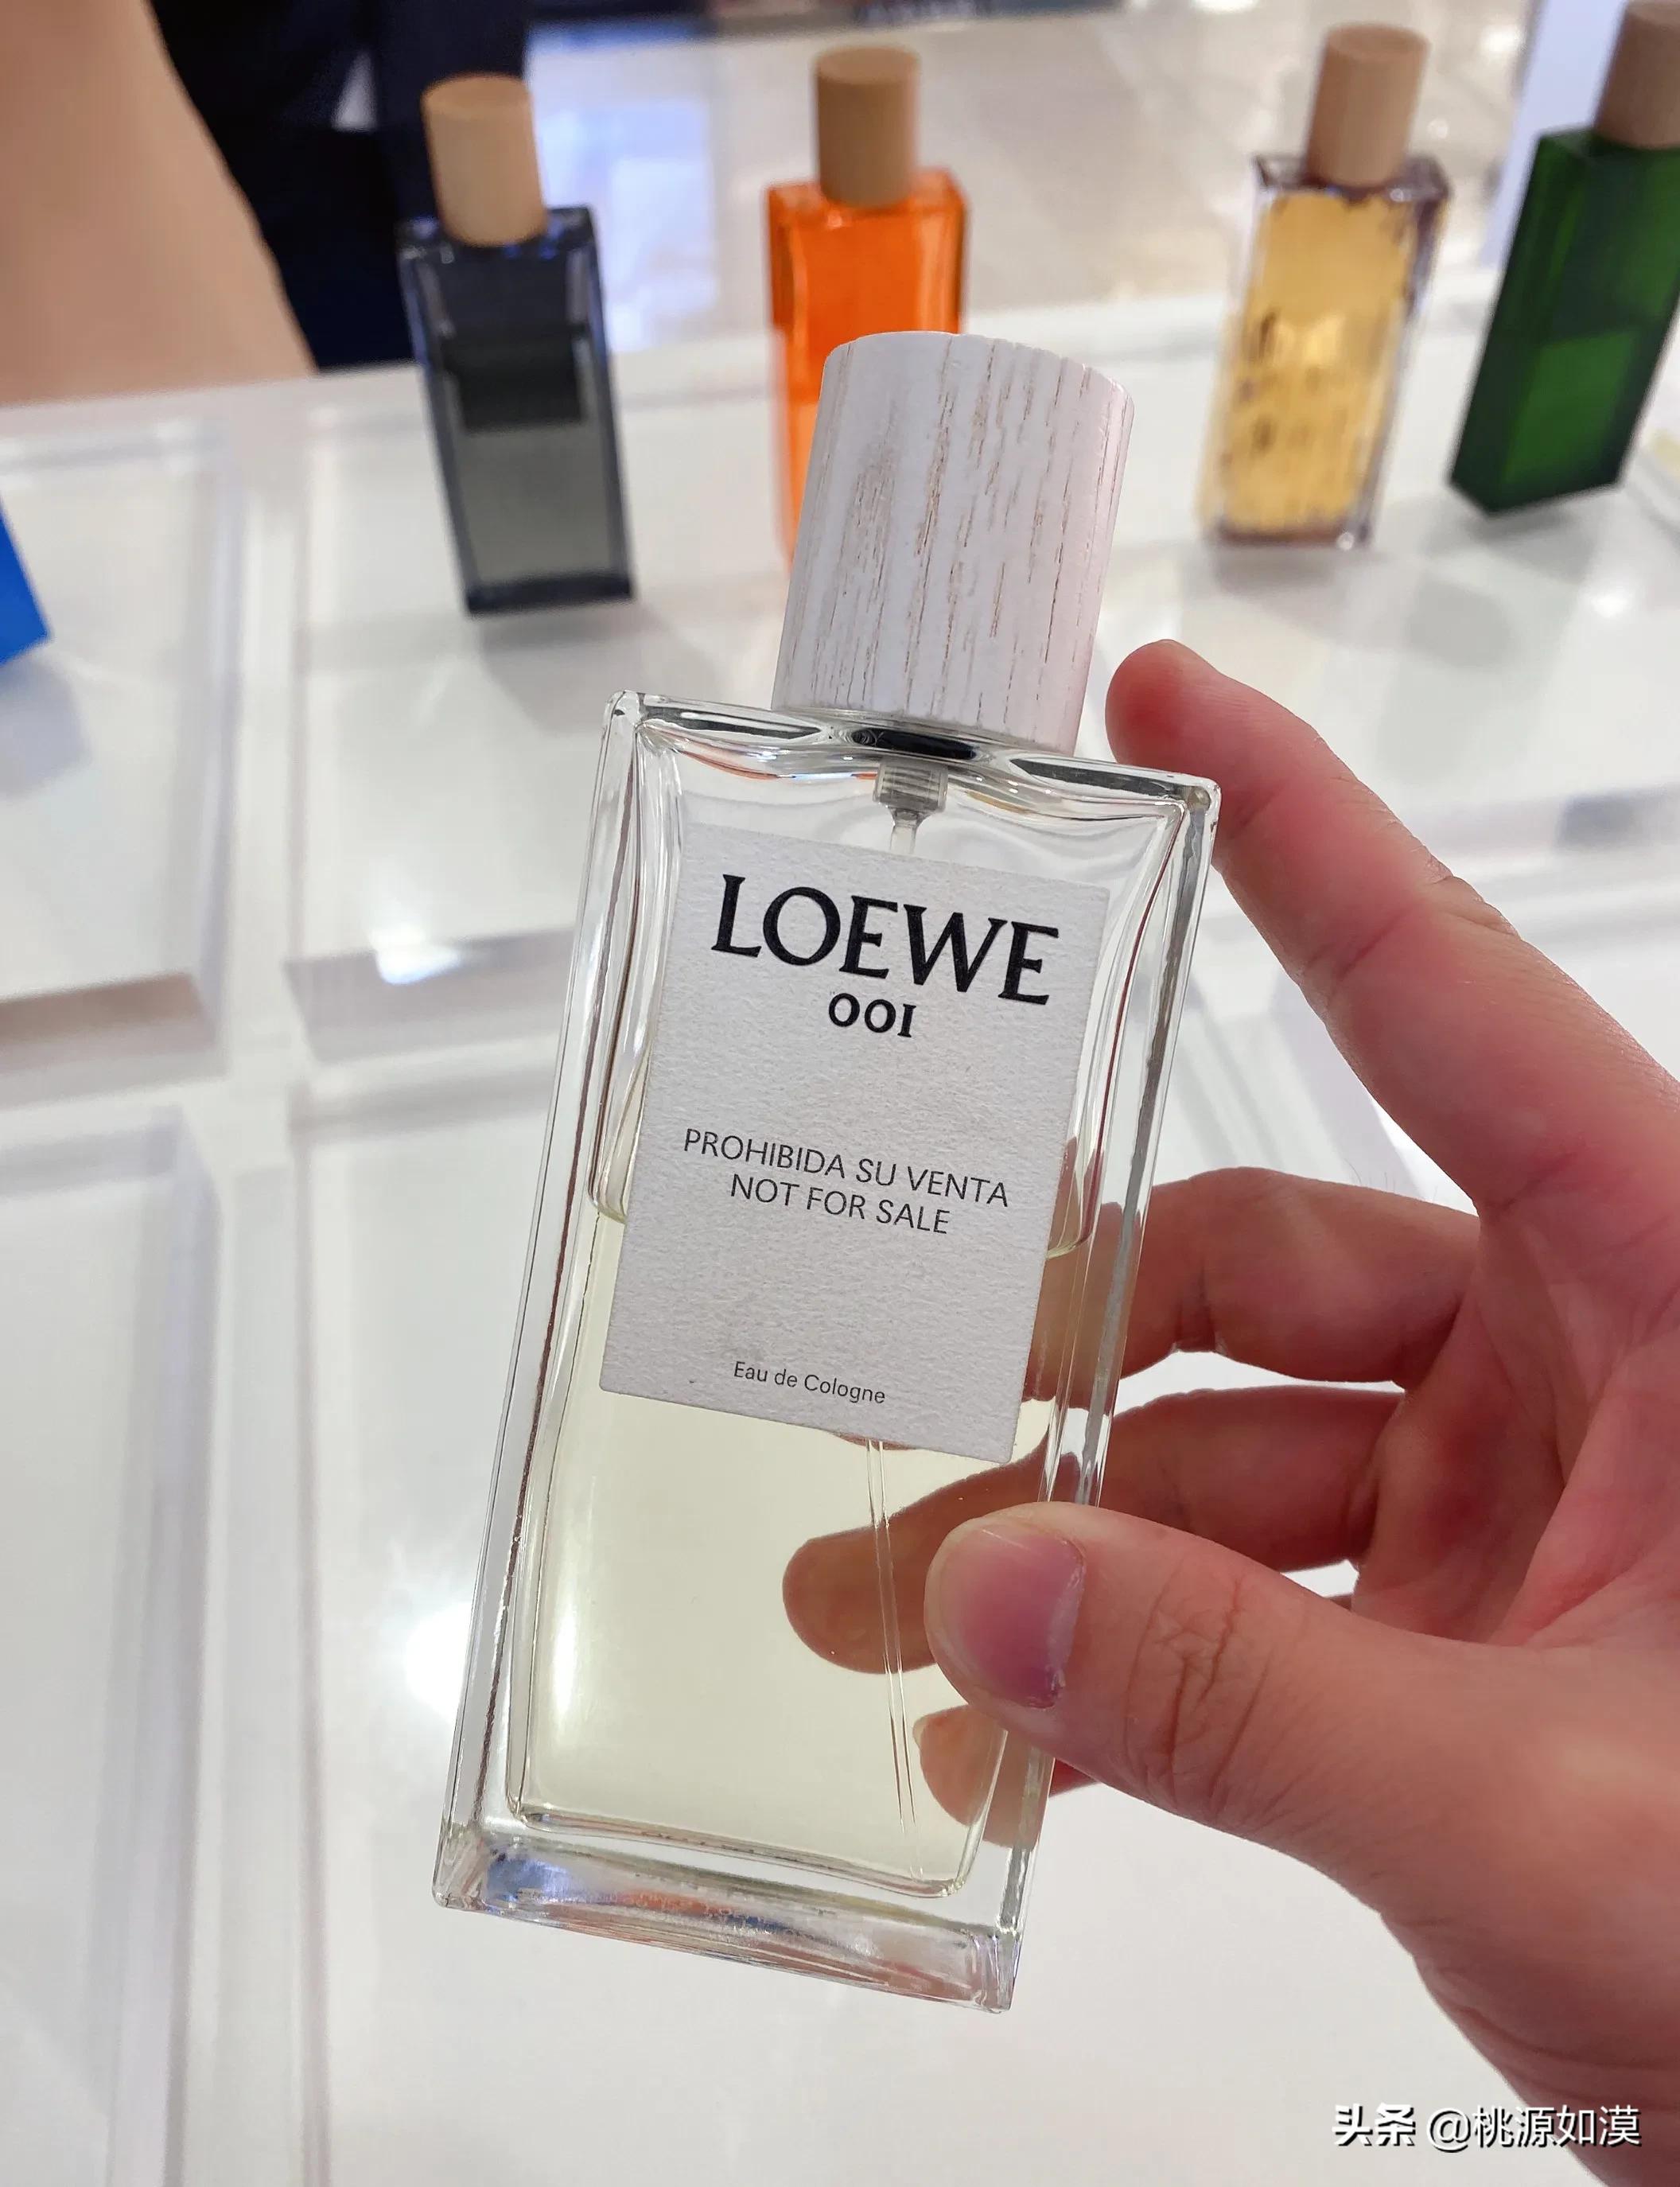 LOEWE
001
PROHIBIDA SU VENTA
NOT FOR SALE
Eau de Cologne
头条 @桃源如漠